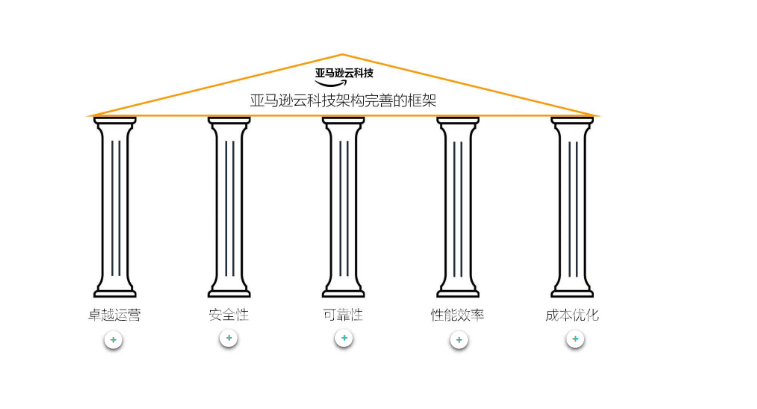 亚马逊云科技
亚马逊云科技架构完善的框架
卓越运营
安全性
可靠性
性能效率
成本优化